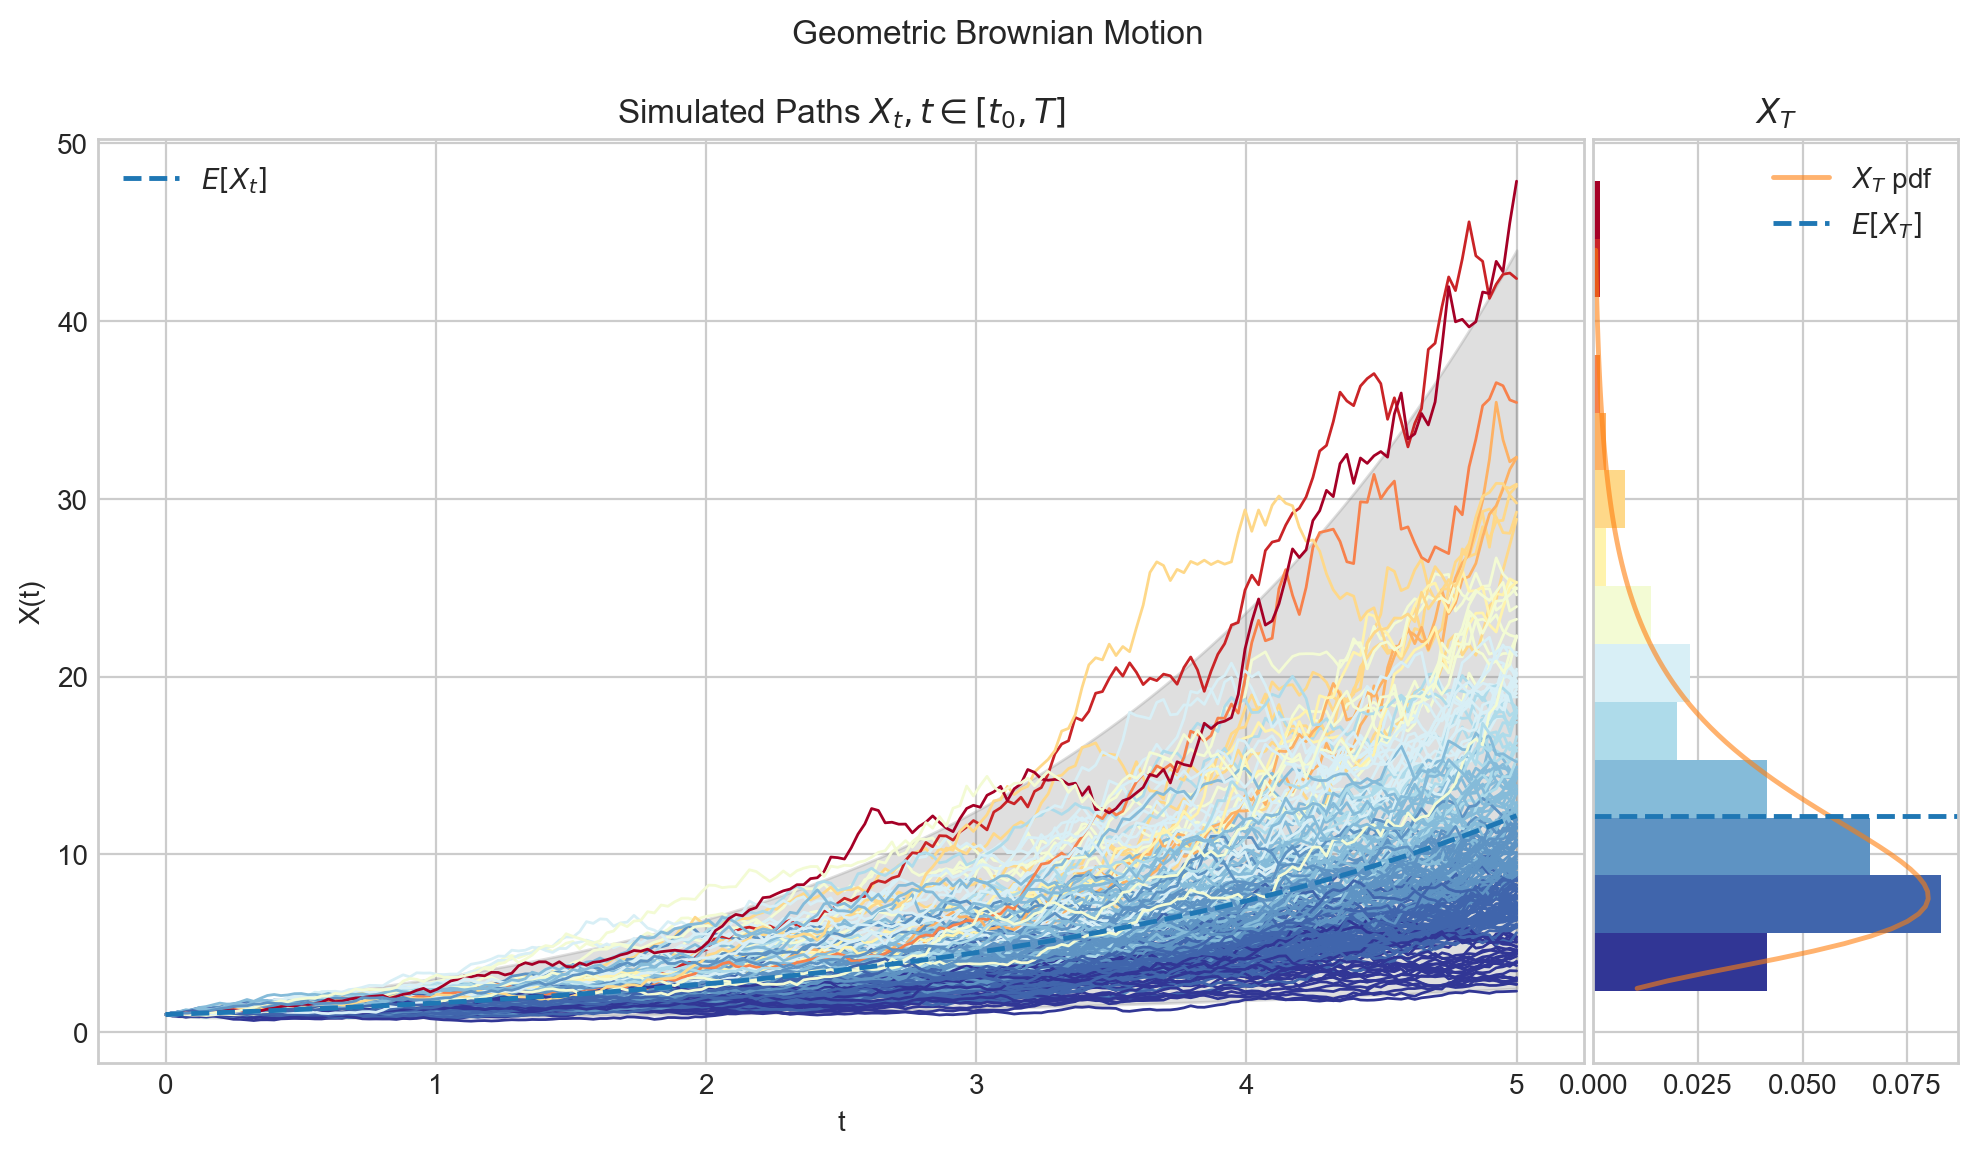 Geometric Brownian Motion
Simulated Paths X_t, t ∈ [t_0, T]
X_T
50
40
30
20
10
0
X(t)
E[X_t]
X_T pdf
E[X_T]
0 1 2 3 4 5
0.000 0.025 0.050 0.075
t